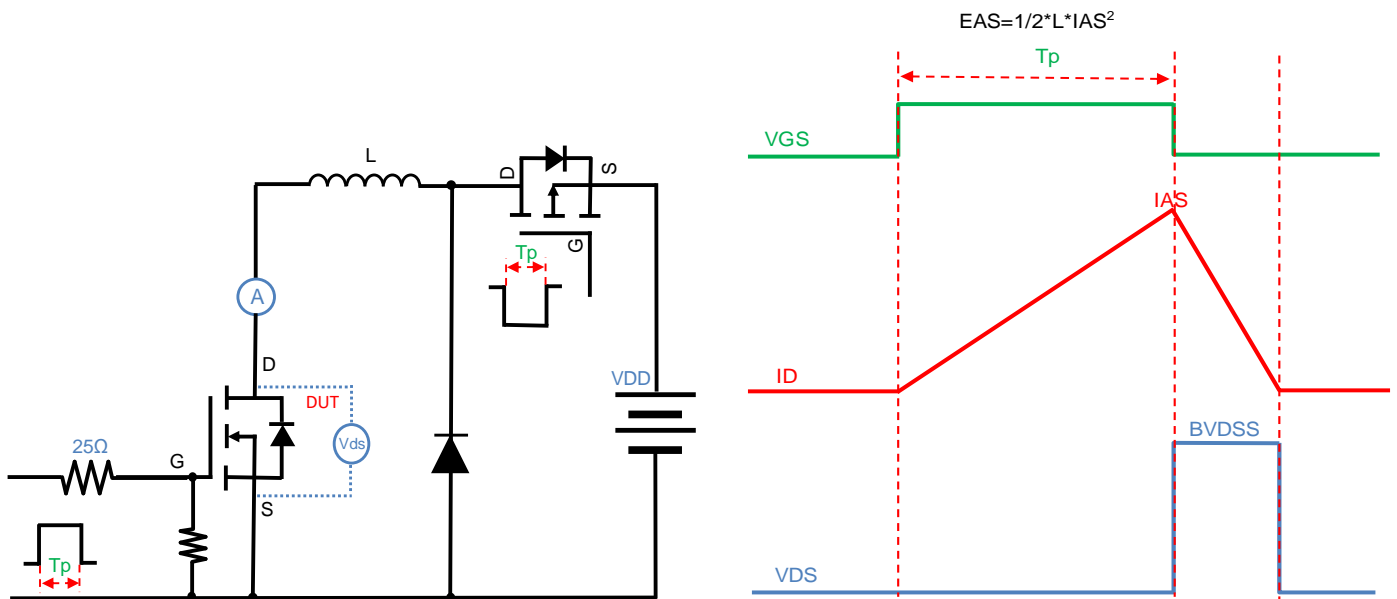 L
D
S
G
Tp
A
D
DUT
Vds
VDD
25Ω
G
S
Tp
EAS=1/2*L*IAS²
Tp
VGS
IAS
ID
BVDSS
VDS